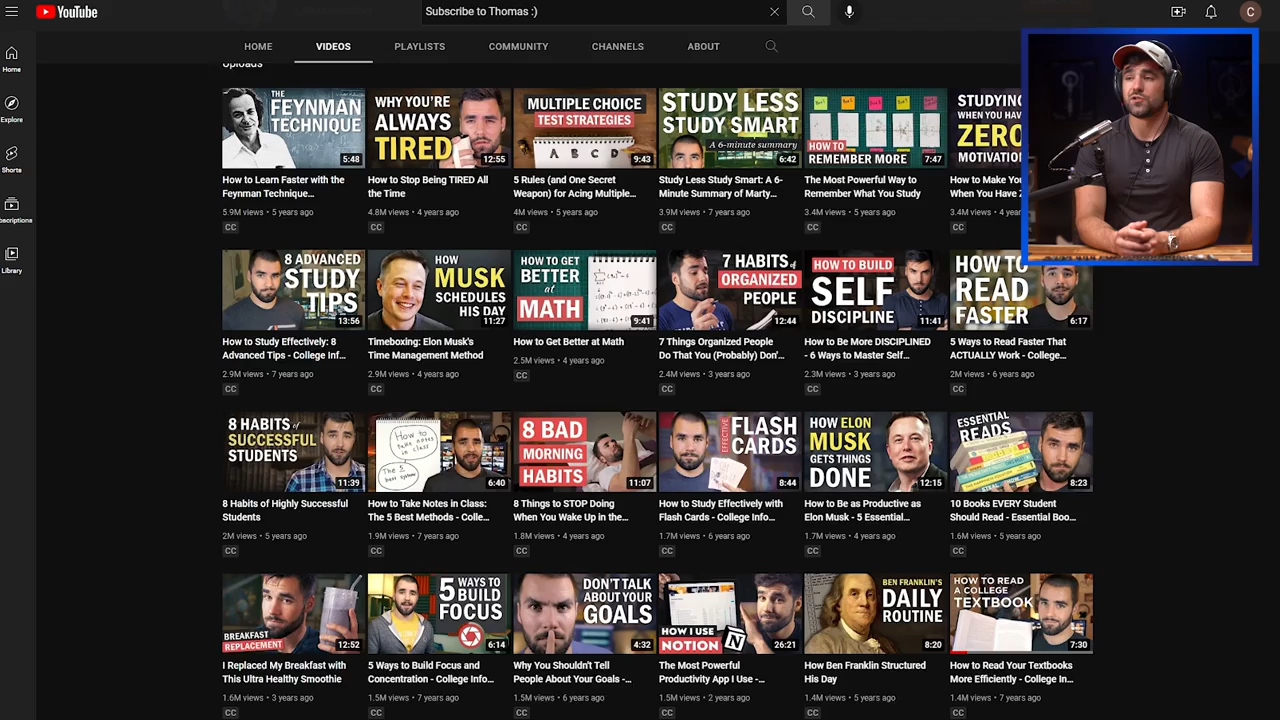 YouTube
Subscribe to Thomas :)
C
HOME
VIDEOS
PLAYLISTS
COMMUNITY
CHANNELS
ABOUT
Home
Explore
Shorts
Library
Uploads
THE
FEYNMAN
TECHNIQUE
5:48
How to Learn Faster with the
Feynman Technique...
5.9M views • 5 years ago
CC
WHY YOU'RE
ALWAYS
TIRED
12:55
How to Stop Being TIRED All
the Time
4.8M views • 4 years ago
CC
MULTIPLE CHOICE
TEST STRATEGIES
A B C D
9:43
5 Rules (and One Secret
Weapon) for Acing Multiple...
4M views • 5 years ago
CC
STUDY LESS
STUDY SMART
A 6-minute summary
6:42
Study Less Study Smart: A 6-
Minute Summary of Marty...
3.9M views • 7 years ago
CC
HOW TO
REMEMBER MORE
7:47
The Most Powerful Way to
Remember What You Study
3.4M views • 5 years ago
CC
STUDYING
WHEN YOU HAVE
ZERO
MOTIVATION
How to Make You
When You Have Z
3.4M views • 4
CC
8 ADVANCED
STUDY
TIPS
13:56
How to Study Effectively: 8
Advanced Tips - College Inf...
2.9M views • 7 years ago
CC
HOW
MUSK
SCHEDULES
HIS DAY
11:27
Timeboxing: Elon Musk's
Time Management Method
2.9M views • 4 years ago
CC
HOW TO GET
BETTER
at
MATH
9:41
How to Get Better at Math
2.5M views • 4 years ago
CC
7 HABITS of
ORGANIZED
PEOPLE
12:44
7 Things Organized People
Do That You (Probably) Don'...
2.4M views • 3 years ago
CC
HOW TO BUILD
SELF
DISCIPLINE
11:41
How to Be More DISCIPLINED
- 6 Ways to Master Self...
2.3M views • 3 years ago
CC
HOW TO
READ
FASTER
6:17
5 Ways to Read Faster That
ACTUALLY Work - College...
2M views • 6 years ago
CC
8 HABITS of
SUCCESSFUL
STUDENTS
11:39
8 Habits of Highly Successful
Students
2M views • 5 years ago
CC
How to
take notes
in class
The 5
best systems
6:40
How to Take Notes in Class:
The 5 Best Methods - Colle...
1.9M views • 7 years ago
CC
8 BAD
MORNING
HABITS
11:07
8 Things to STOP Doing
When You Wake Up in the...
1.8M views • 4 years ago
CC
EFFECTIVE
FLASH
CARDS
8:44
How to Study Effectively with
Flash Cards - College Info...
1.7M views • 6 years ago
CC
HOW ELON
MUSK
GETS THINGS
DONE
12:15
How to Be as Productive as
Elon Musk - 5 Essential...
1.7M views • 4 years ago
CC
ESSENTIAL
READS
8:23
10 Books EVERY Student
Should Read - Essential Boo...
1.6M views • 5 years ago
CC
BREAKFAST
REPLACEMENT
12:52
I Replaced My Breakfast with
This Ultra Healthy Smoothie
1.6M views • 3 years ago
CC
5 WAYS
TO BUILD
FOCUS
6:14
5 Ways to Build Focus and
Concentration - College Info...
1.5M views • 7 years ago
CC
DON'T TALK
ABOUT YOUR
GOALS
4:32
Why You Shouldn't Tell
People About Your Goals -...
1.5M views • 4 years ago
CC
HOW I USE
NOTION
N
26:21
The Most Powerful
Productivity App I Use -...
1.5M views • 2 years ago
CC
BEN FRANKLIN'S
DAILY
ROUTINE
8:20
How Ben Franklin Structured
His Day
1.4M views • 4 years ago
CC
HOW TO READ
A COLLEGE
TEXTBOOK
7:30
How to Read Your Textbooks
More Efficiently - College In...
1.4M views • 7 years ago
CC